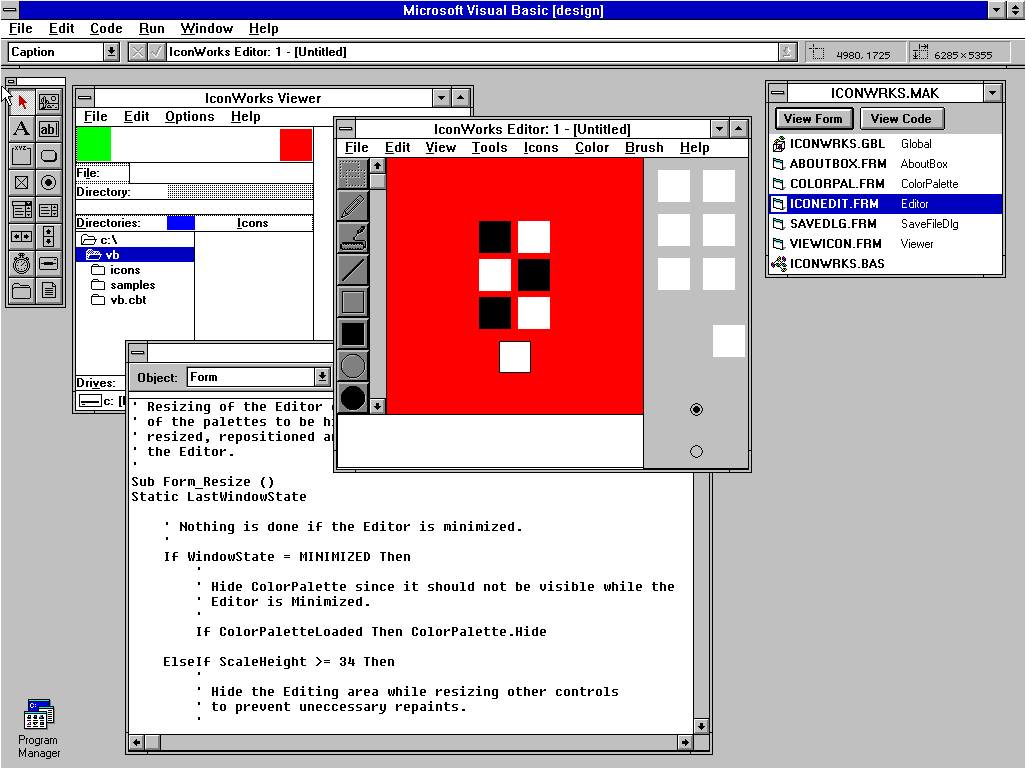 Microsoft Visual Basic [design]
File Edit Code Run Window Help
Caption IconWorks Editor: 1 - [Untitled] 4980, 1725 6285×5355
IconWorks Viewer
File Edit Options Help
File:
Directory:
Directories: Icons
c:\
vb
icons
samples
vb.cbt
Drives:
c: [
IconWorks Editor: 1 - [Untitled]
File Edit View Tools Icons Color Brush Help
ICONWRKS.MAK
View Form View Code
ICONWRKS.GBL Global
ABOUTBOX.FRM AboutBox
COLORPAL.FRM ColorPalette
ICONEDIT.FRM Editor
SAVEDLG.FRM SaveFileDlg
VIEWICON.FRM Viewer
ICONWRKS.BAS
A ab
XYZ
Object: Form
' Resizing of the Editor
' of the palettes to be
' resized, repositioned
' the Editor.
'
Sub Form_Resize ()
Static LastWindowState
' Nothing is done if the Editor is minimized.
'
If WindowState = MINIMIZED Then
'
' Hide ColorPalette since it should not be visible while the
' Editor is Minimized.
'
If ColorPaletteLoaded Then ColorPalette.Hide
ElseIf ScaleHeight >= 34 Then
'
' Hide the Editing area while resizing other controls
' to prevent uneccessary repaints.
'
Program
Manager